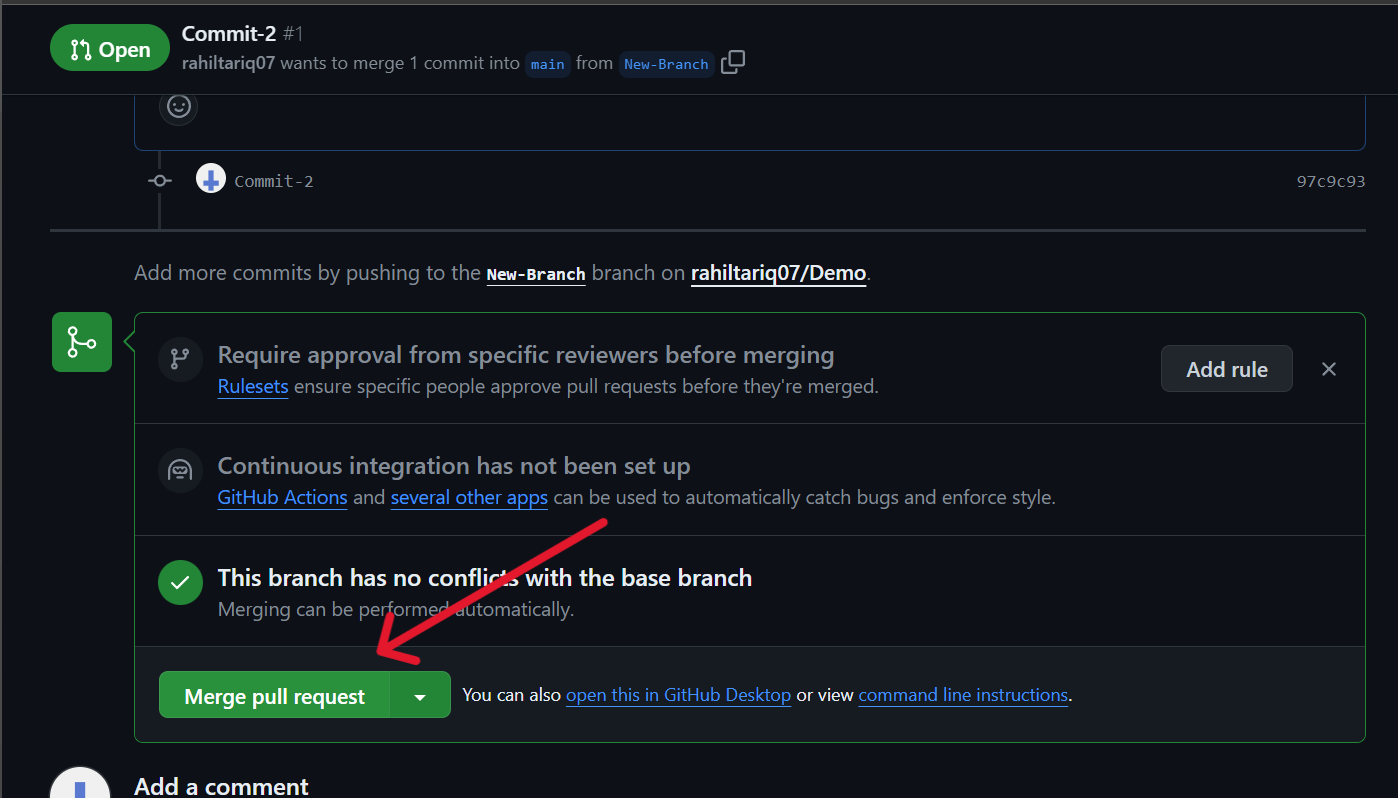 Open
Commit-2 #1
rahiltariq07 wants to merge 1 commit into main from New-Branch
Commit-2
97c9c93
Add more commits by pushing to the New-Branch branch on rahiltariq07/Demo.
Require approval from specific reviewers before merging
Rulesets ensure specific people approve pull requests before they're merged.
Add rule
Continuous integration has not been set up
GitHub Actions and several other apps can be used to automatically catch bugs and enforce style.
This branch has no conflicts with the base branch
Merging can be performed automatically.
Merge pull request
You can also open this in GitHub Desktop or view command line instructions.
Add a comment